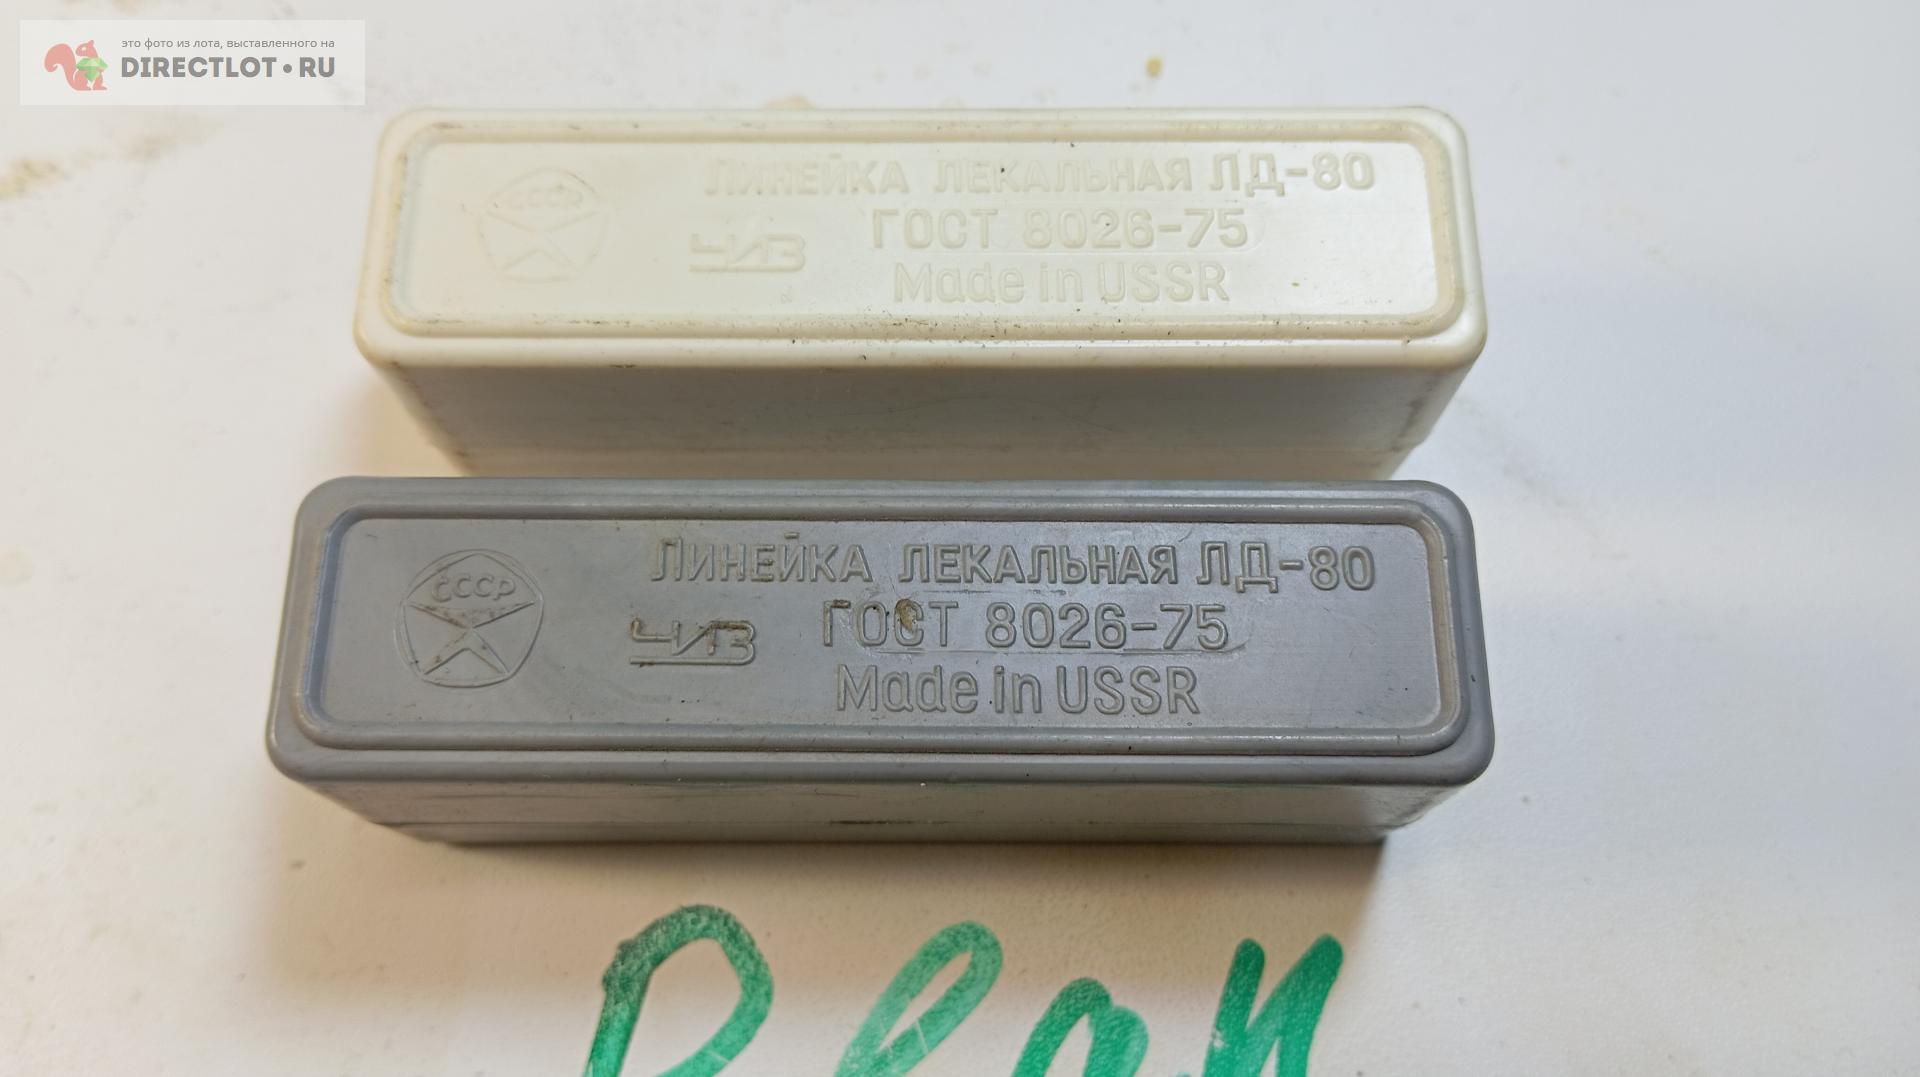 это фото из лота, выставленного на
DIRECTLOT•RU
СССР
ЛИНЕЙКА ЛЕКАЛЬНАЯ ЛД-80
ЧИЗ
ГОСТ 8026-75
Made in USSR
СССР
ЛИНЕЙКА ЛЕКАЛЬНАЯ ЛД-80
ЧИЗ
ГОСТ 8026-75
Made in USSR